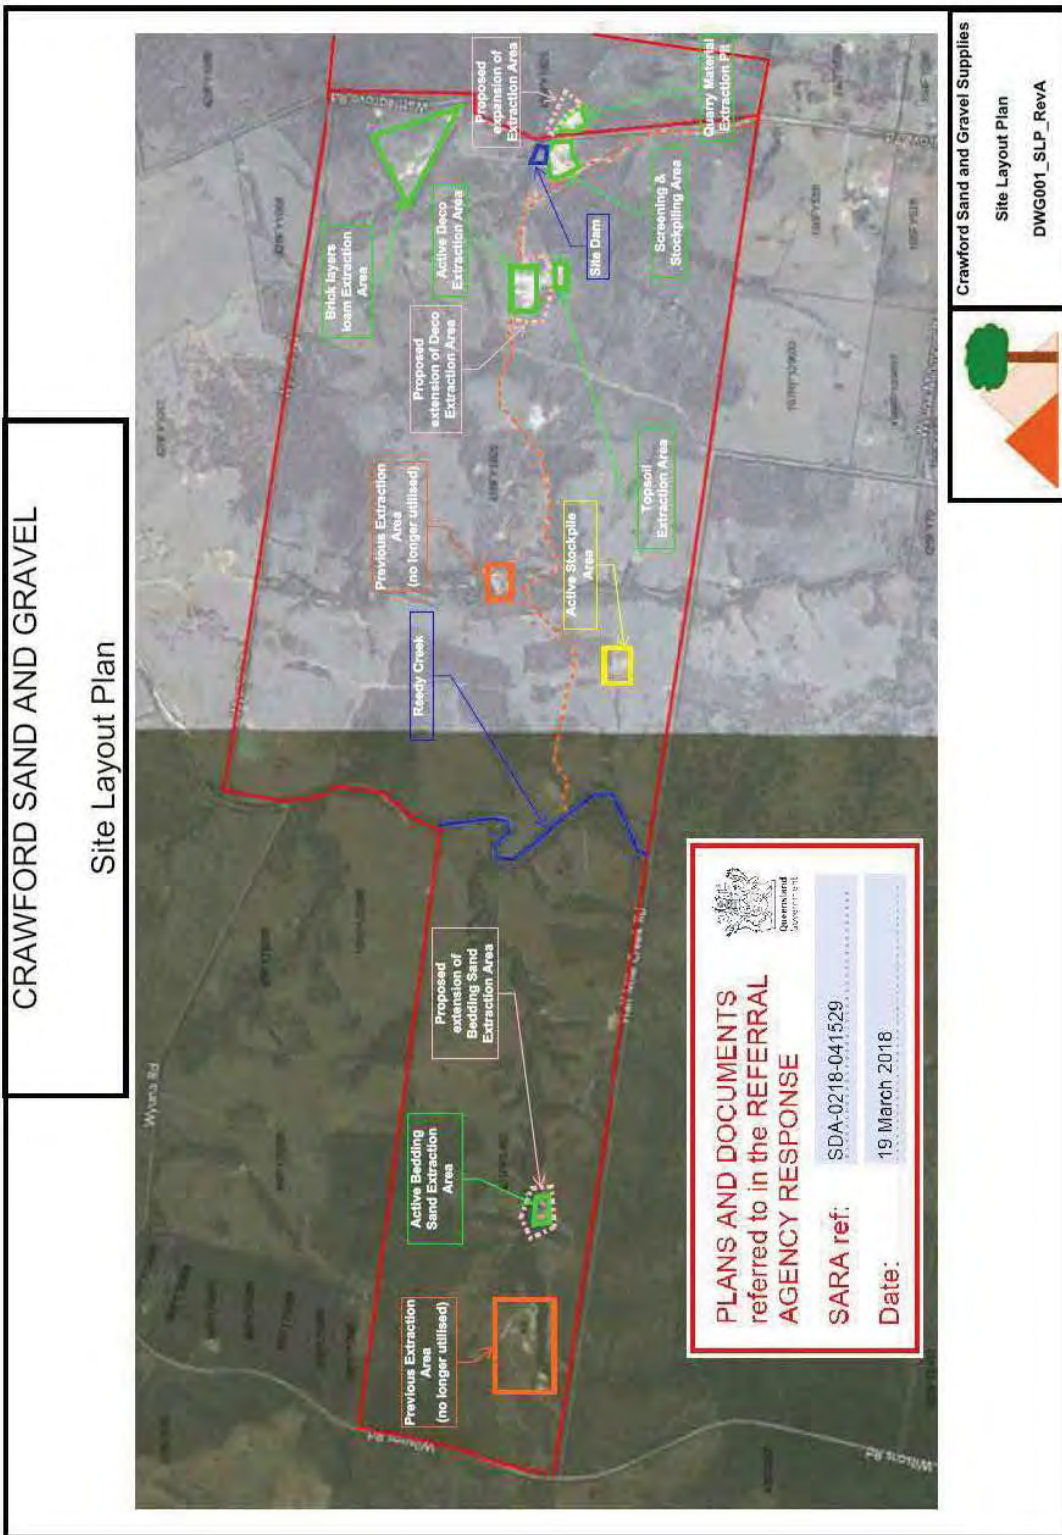 CRAWFORD SAND AND GRAVEL
Site Layout Plan
Wyuna Rd
Previous Extraction
Area
(no longer utilised)
Active Bedding
Sand Extraction
Area
Proposed
extension of
Bedding Sand
Extraction Area
Reedy Creek
Previous Extraction
Area
(no longer utilised)
Active Stockpile
Area
Proposed
extension of Deco
Extraction Area
Topsoil
Extraction Area
Brick layers
loam Extraction
Area
Active Deco
Extraction Area
Site Dam
Screening &
Stockpiling Area
Proposed
expansion of
Extraction Area
Quarry Material
Extraction Pit
Wilsons Rd
Wilsons Rd
PLANS AND DOCUMENTS
referred to in the REFERRAL
AGENCY RESPONSE
Queensland
Government
SARA ref: SDA-0218-041529
Date: 19 March 2018
Crawford Sand and Gravel Supplies
Site Layout Plan
DWG001_SLP_RevA